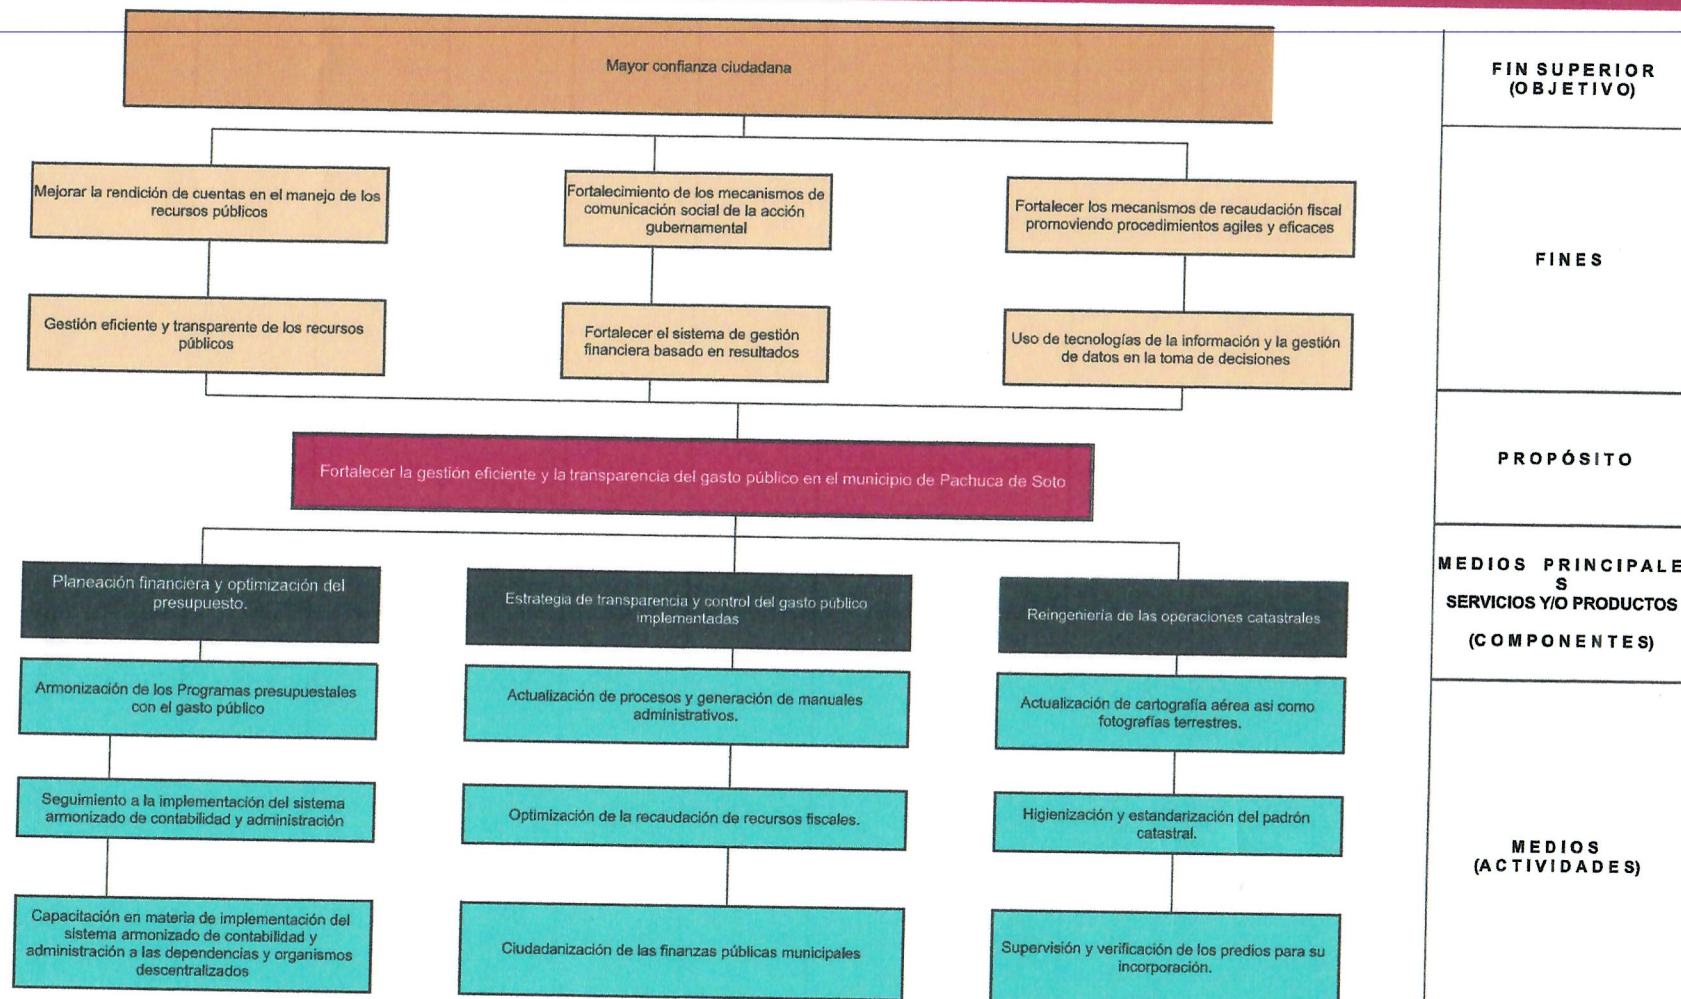 Mayor confianza ciudadana
FIN SUPERIOR
(OBJETIVO)
Mejorar la rendición de cuentas en el manejo de los
recursos públicos
Fortalecimiento de los mecanismos de
comunicación social de la acción
gubernamental
Fortalecer los mecanismos de recaudación fiscal
promoviendo procedimientos agiles y eficaces
FINES
Gestión eficiente y transparente de los recursos
públicos
Fortalecer el sistema de gestión
financiera basado en resultados
Uso de tecnologías de la información y la gestión
de datos en la toma de decisiones
Fortalecer la gestión eficiente y la transparencia del gasto público en el municipio de Pachuca de Soto
PROPÓSITO
Planeación financiera y optimización del
presupuesto.
Estrategia de transparencia y control del gasto público
implementadas
Reingeniería de las operaciones catastrales
MEDIOS PRINCIPALE
S
SERVICIOS Y/O PRODUCTOS
(COMPONENTES)
Armonización de los Programas presupuestales
con el gasto público
Actualización de procesos y generación de manuales
administrativos.
Actualización de cartografía aérea asi como
fotografías terrestres.
Seguimiento a la implementación del sistema
armonizado de contabilidad y administración
Optimización de la recaudación de recursos fiscales.
Higienización y estandarización del padrón
catastral.
MEDIOS
(ACTIVIDADES)
Capacitación en materia de implementación del
sistema armonizado de contabilidad y
administración a las dependencias y organismos
descentralizados
Ciudadanización de las finanzas públicas municipales
Supervisión y verificación de los predios para su
incorporación.